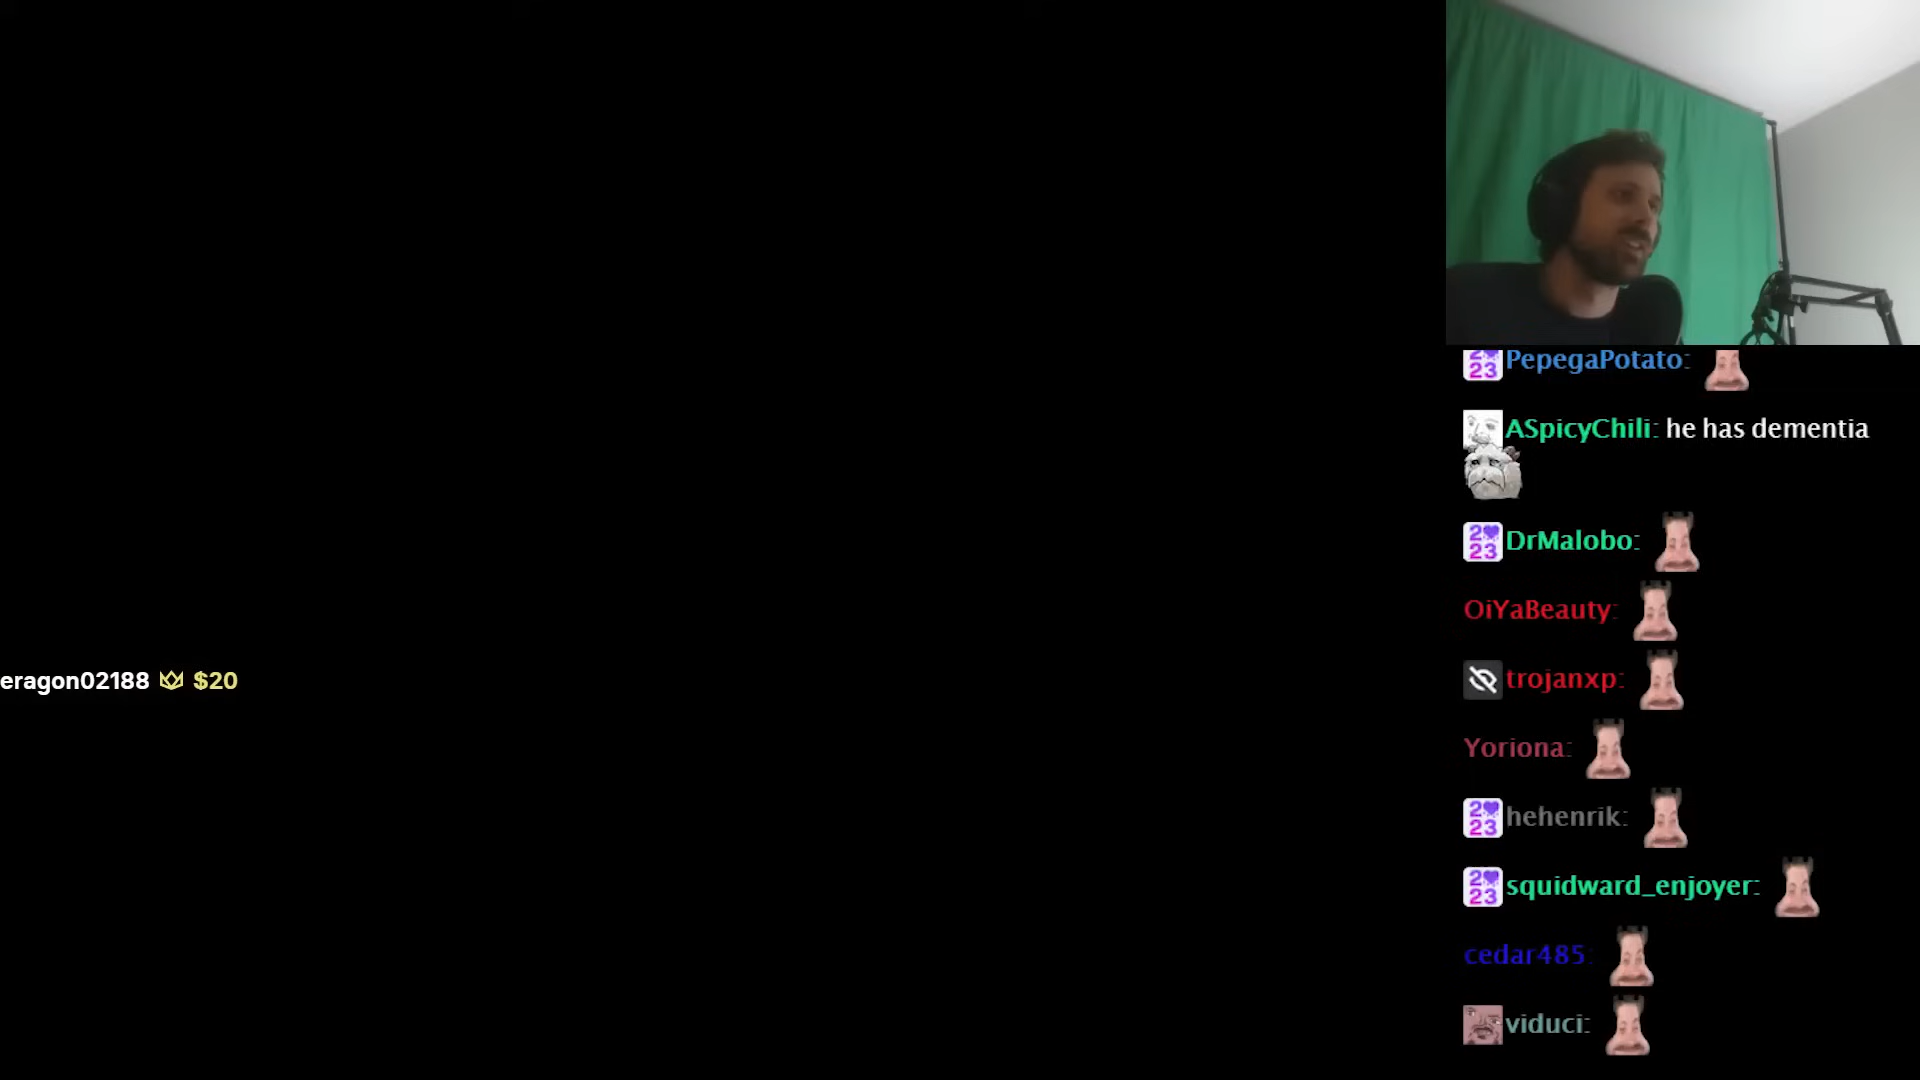 PepegaPotato:
ASpicyChili: he has dementia
DrMalobo:
OiYaBeauty:
eragon02188 $20
trojanxp:
Yoriona:
hehenrik:
squidward_enjoyer:
cedar485:
viduci: